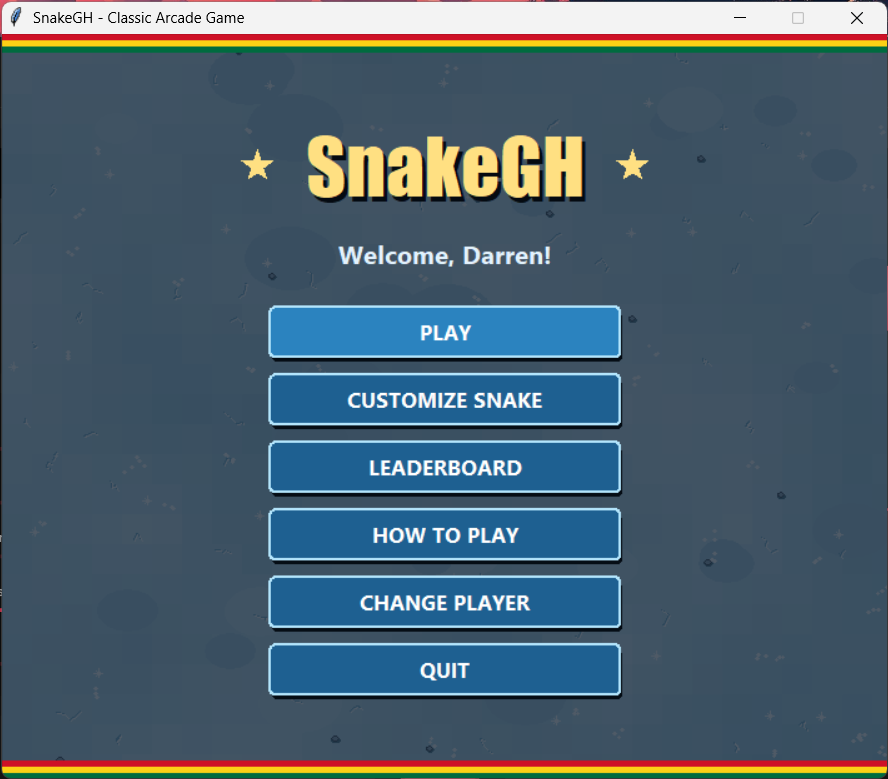 SnakeGH - Classic Arcade Game
SnakeGH
Welcome, Darren!
PLAY
CUSTOMIZE SNAKE
LEADERBOARD
HOW TO PLAY
CHANGE PLAYER
QUIT